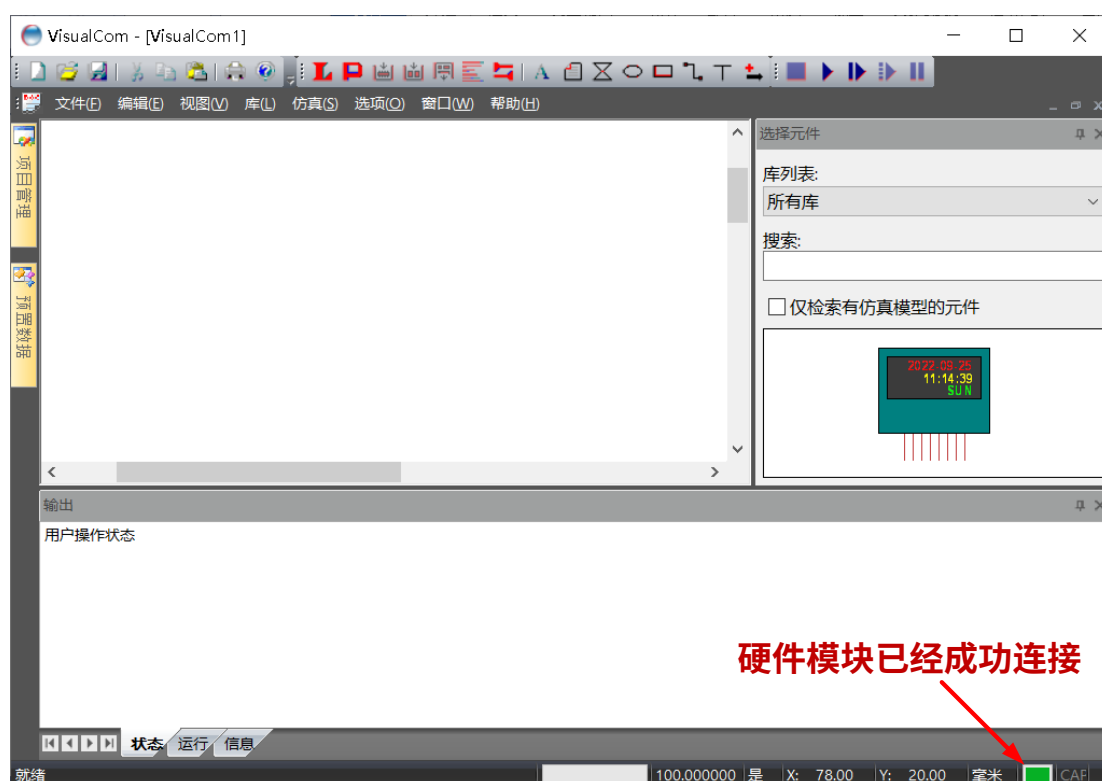 VisualCom - [VisualCom1]
文件(F) 编辑(E) 视图(V) 库(L) 仿真(S) 选项(O) 窗口(W) 帮助(H)
项目管理
预置数据
选择元件
库列表:
所有库
搜索:
仅检索有仿真模型的元件
2022-09-25
11:14:39
SUN
输出
用户操作状态
硬件模块已经成功连接
状态 运行 信息
就绪 100.000000 是 X: 78.00 Y: 20.00 毫米 CAP